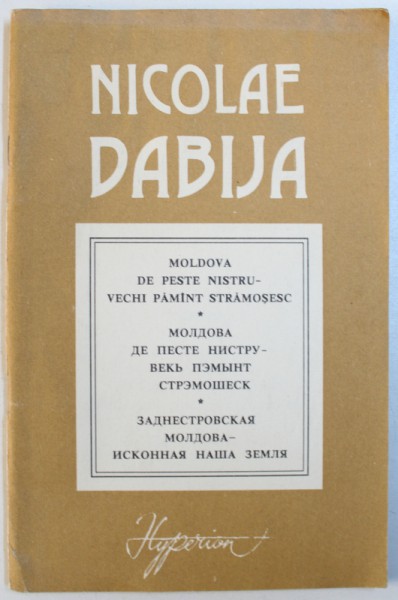 NICOLAE
DABIJA
MOLDOVA
DE PESTE NISTRU-
VECHI PĂMÎNT STRĂMOȘESC
*
МОЛДОВА
ДЕ ПЕСТЕ НИСТРУ-
ВЕКЬ ПЭМЫНТ
СТРЭМОШЕСК
*
ЗАДНЕСТРОВСКАЯ
МОЛДОВА-
ИСКОННАЯ НАША ЗЕМЛЯ
Hyperion